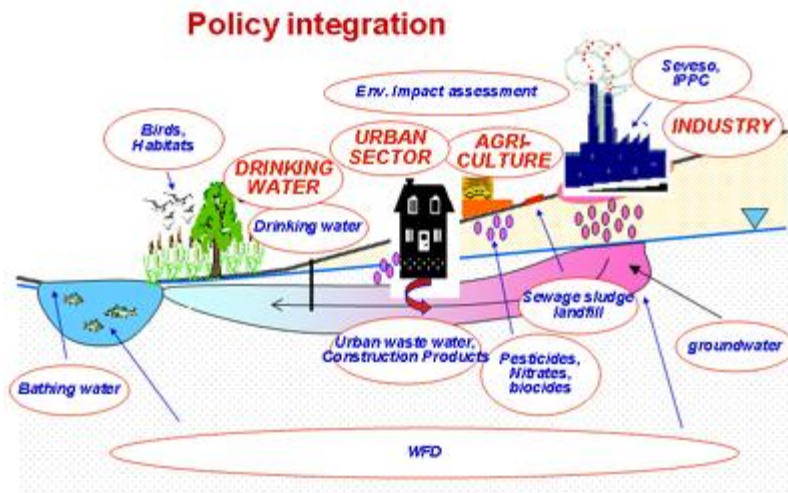 Policy integration
Seveso,
IPPC
Env. Impact assessment
Birds,
Habitats
URBAN
SECTOR
AGRI-
CULTURE
INDUSTRY
DRINKING
WATER
Drinking water
Sewage sludge
landfill
Urban waste water,
Construction Products
groundwater
Pesticides,
Nitrates,
biocides
Bathing water
WFD